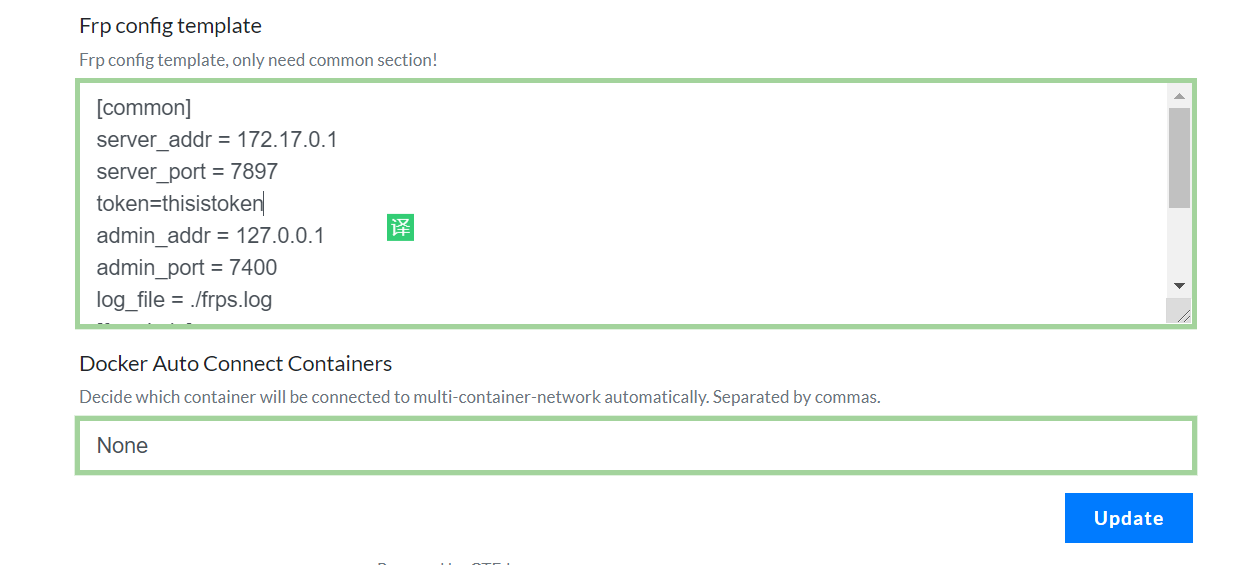 Frp config template
Frp config template, only need common section!
[common]
server_addr = 172.17.0.1
server_port = 7897
token=thisistoken
译
admin_addr = 127.0.0.1
admin_port = 7400
log_file = ./frps.log
Docker Auto Connect Containers
Decide which container will be connected to multi-container-network automatically. Separated by commas.
None
Update